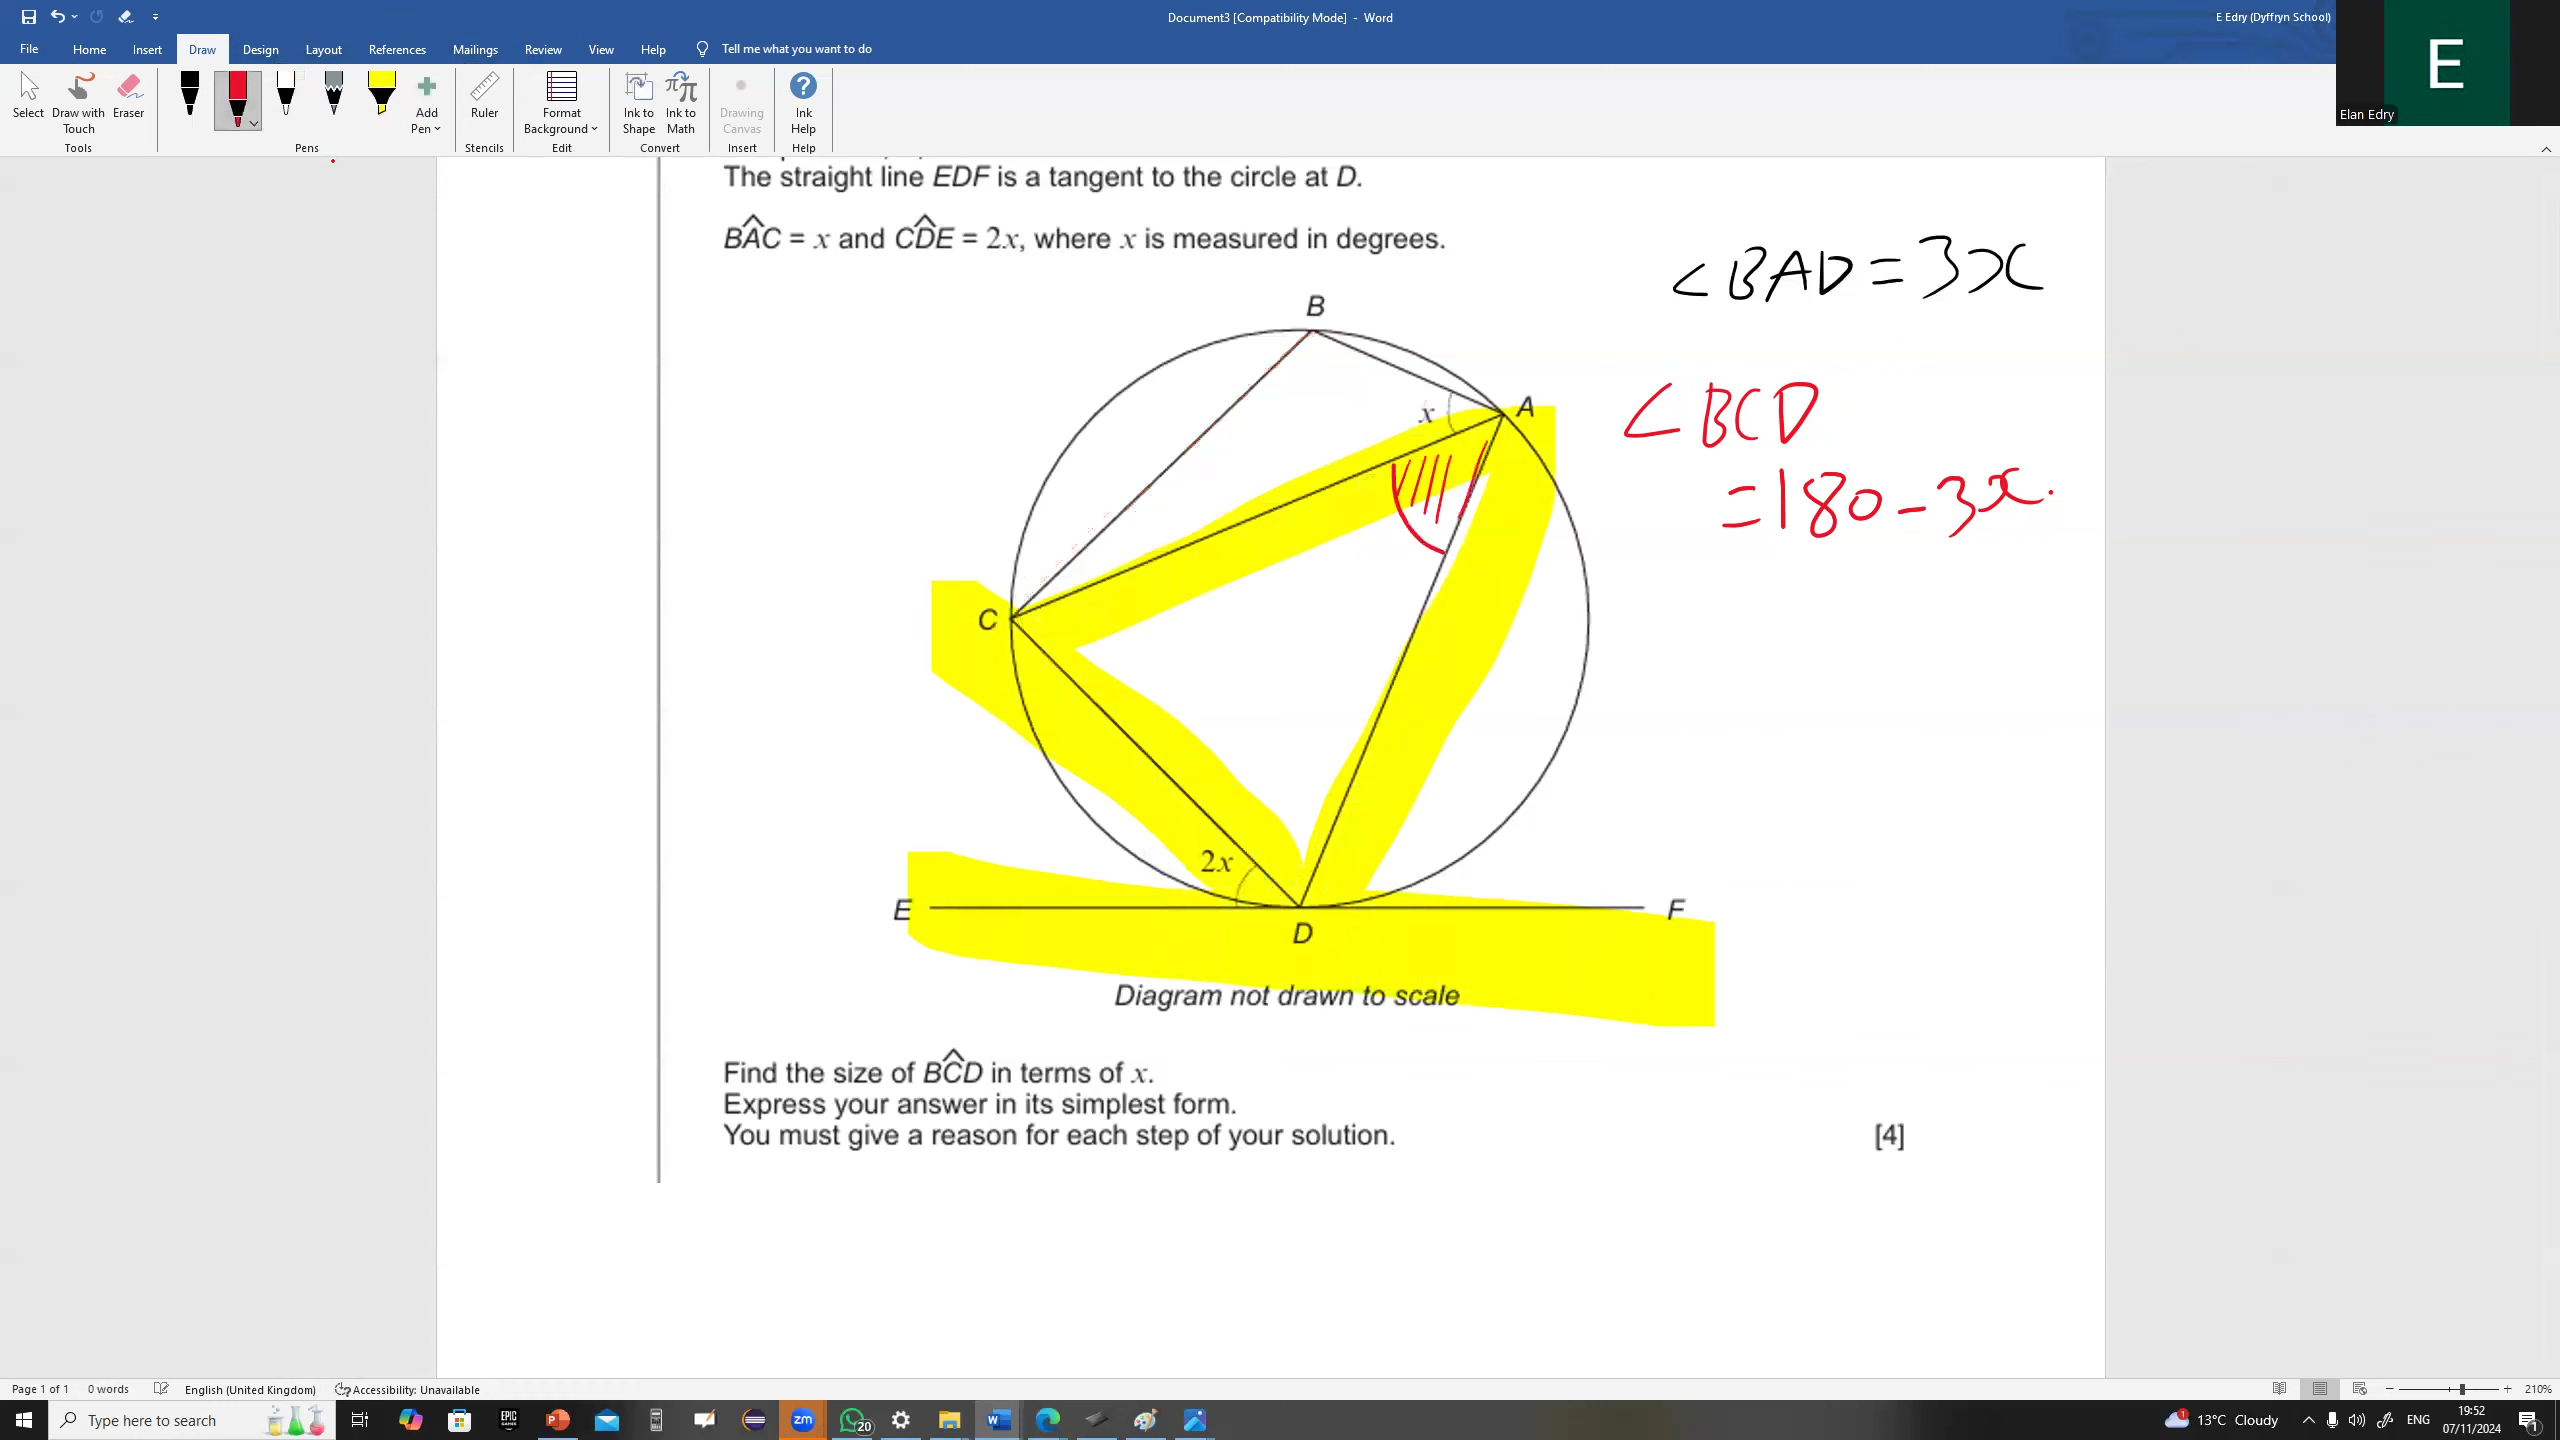 Document3 [Compatibility Mode] - Word
E Edry (Dyffryn School)
E
Elan Edry
File Home Insert Draw Design Layout References Mailings Review View Help Tell me what you want to do
Select Draw with Touch Eraser Add Pen Ruler Format Background Ink to Shape Ink to Math Drawing Canvas Ink Help
Tools Pens Stencils Edit Convert Insert Help
The straight line EDF is a tangent to the circle at D.
BÂC = x and CD̂E = 2x, where x is measured in degrees.
<BAD = 3x
B
x A
<BCD
= 180 - 3x.
C
2x
E F
D
Diagram not drawn to scale
Find the size of BĈD in terms of x.
Express your answer in its simplest form.
You must give a reason for each step of your solution. [4]
Page 1 of 1 0 words English (United Kingdom) Accessibility: Unavailable 210%
Type here to search EPIC GAMES zm 20 13°C Cloudy ENG 19:52
07/11/2024